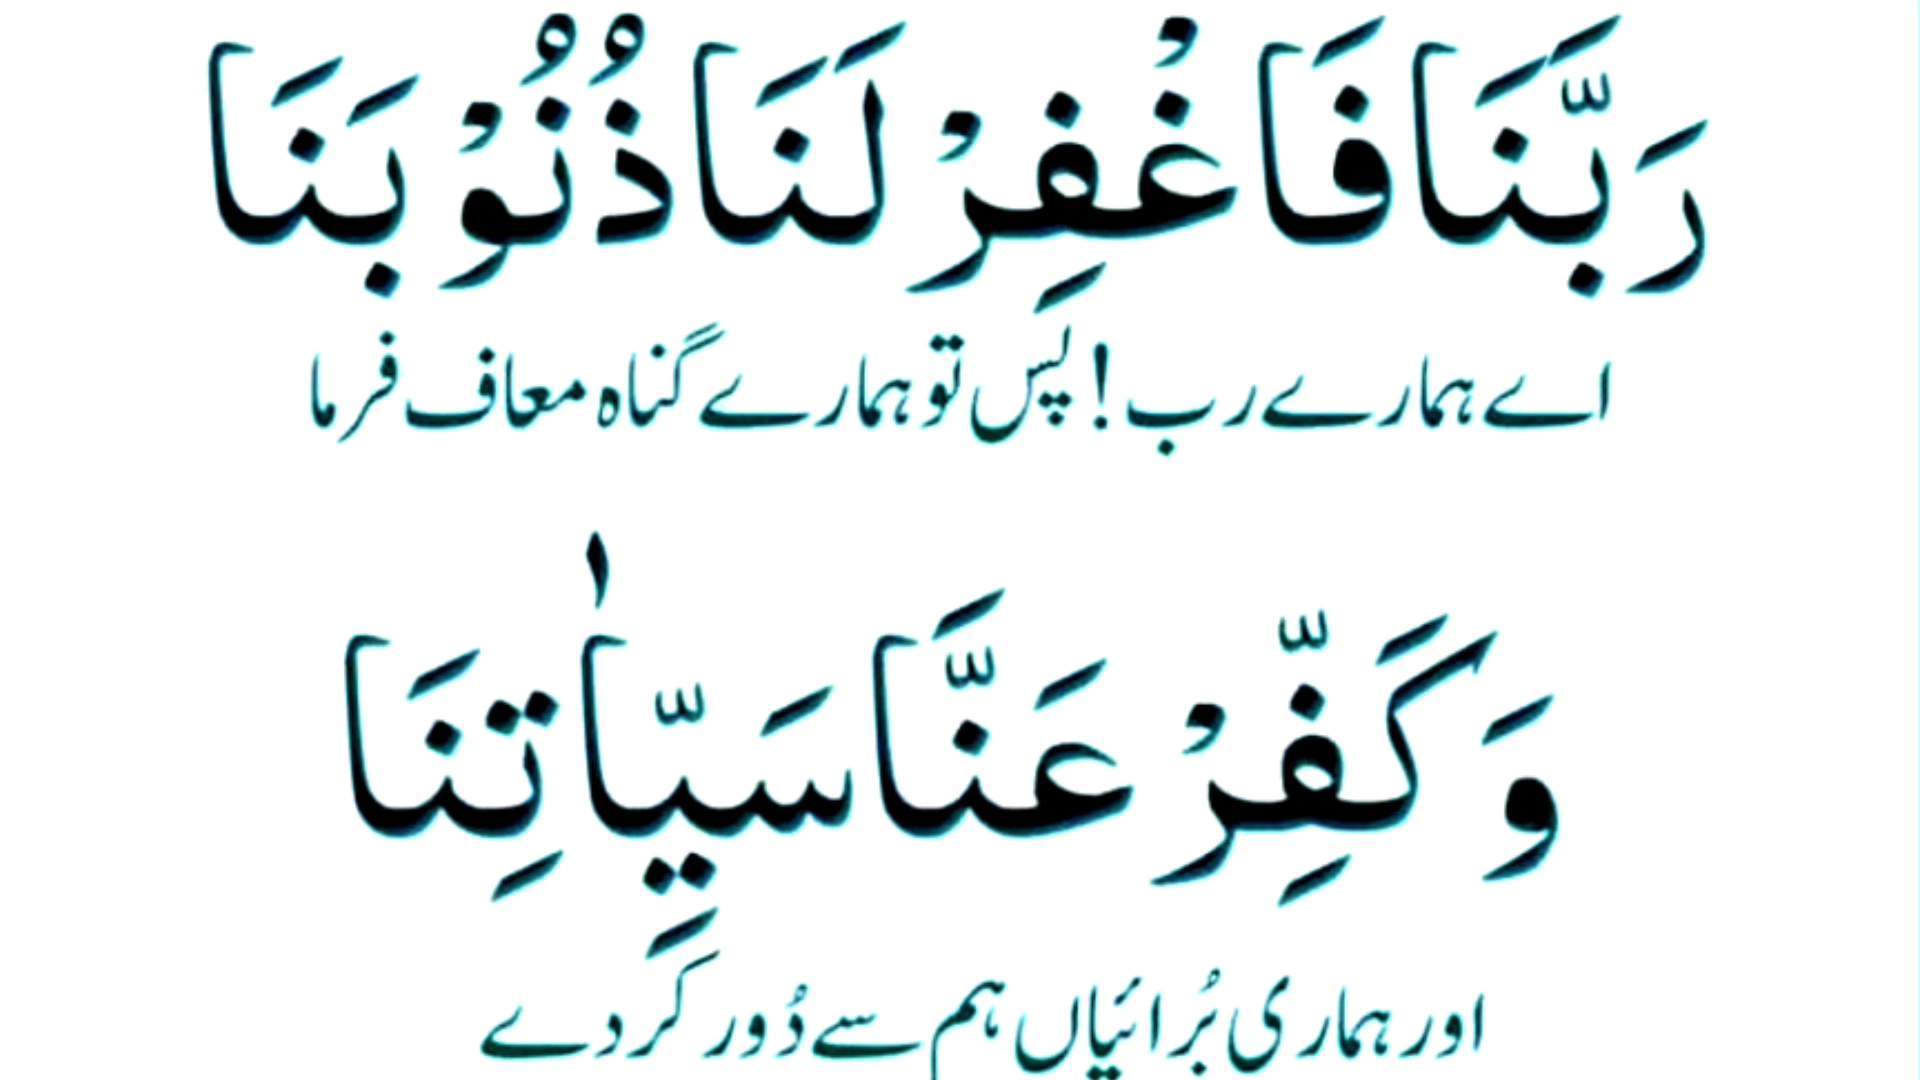 رَبَّنَا فَاغْفِرْ لَنَا ذُنُوْبَنَا
اے ہمارے رب! پس تو ہمارے گناہ معاف فرما
وَكَفِّرْ عَنَّا سَيِّاٰتِنَا
اور ہماری بُرائیاں ہم سے دُور کر دے